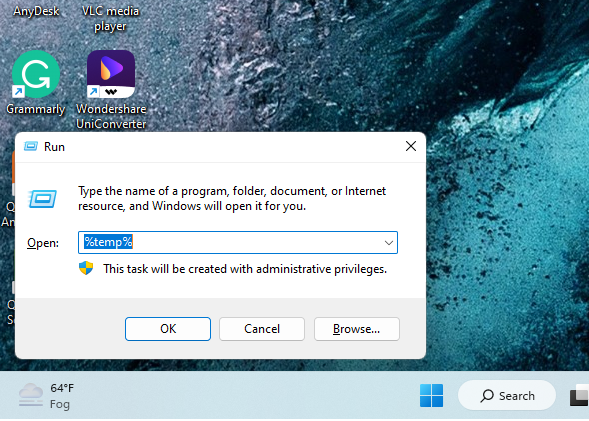 AnyDesk
VLC media
player
Grammarly
Wondershare
UniConverter
Run
Type the name of a program, folder, document, or Internet
resource, and Windows will open it for you.
Open:
%temp%
This task will be created with administrative privileges.
OK
Cancel
Browse...
64°F
Fog
Search